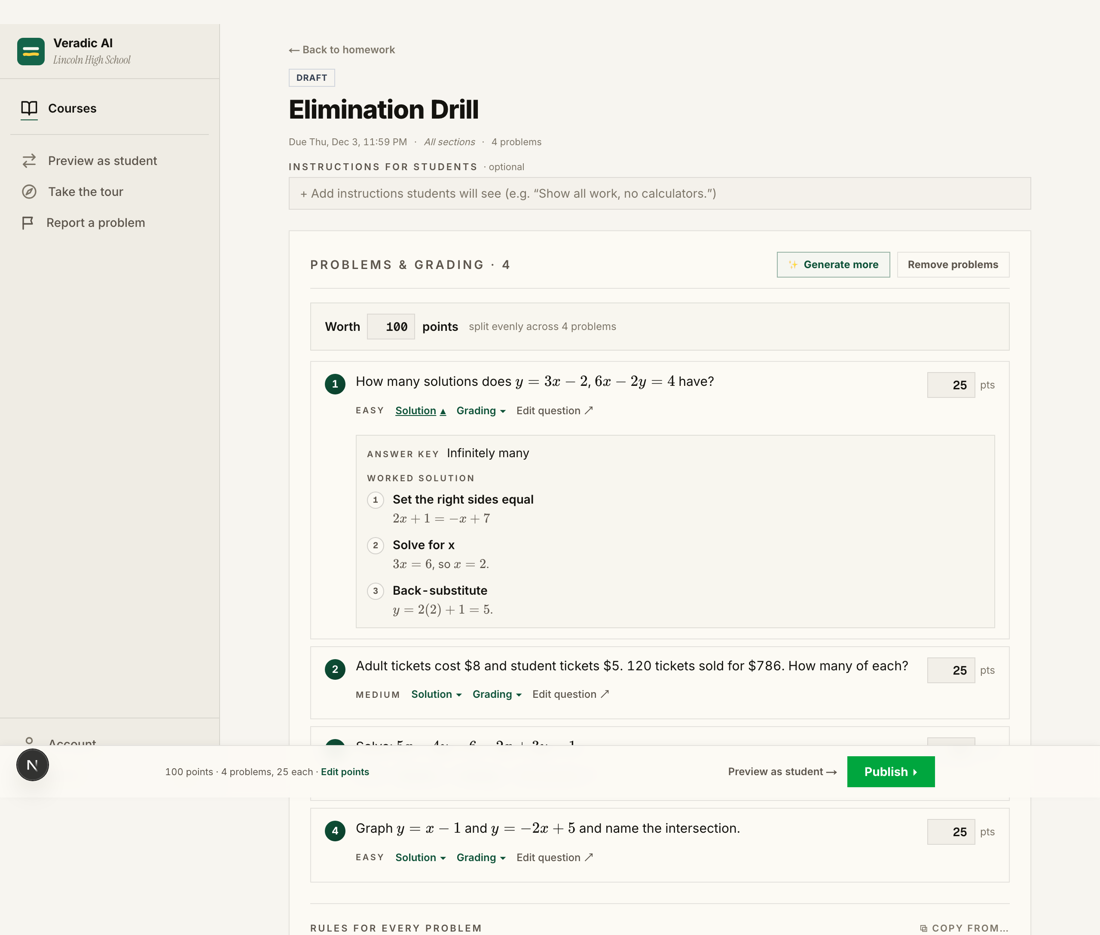 Veradic AI
Lincoln High School
Courses
Preview as student
Take the tour
Report a problem
Account
← Back to homework
DRAFT
Elimination Drill
Due Thu, Dec 3, 11:59 PM · All sections · 4 problems
INSTRUCTIONS FOR STUDENTS · optional
+ Add instructions students will see (e.g. “Show all work, no calculators.”)
PROBLEMS & GRADING · 4
✨ Generate more
Remove problems
Worth 100 points split evenly across 4 problems
1 How many solutions does y = 3x − 2, 6x − 2y = 4 have? 25 pts
EASY Solution ▴ Grading ▾ Edit question ↗
ANSWER KEY Infinitely many
WORKED SOLUTION
1 Set the right sides equal
2x + 1 = −x + 7
2 Solve for x
3x = 6, so x = 2.
3 Back-substitute
y = 2(2) + 1 = 5.
2 Adult tickets cost $8 and student tickets $5. 120 tickets sold for $786. How many of each? 25 pts
MEDIUM Solution ▾ Grading ▾ Edit question ↗
N
100 points · 4 problems, 25 each · Edit points
Preview as student →
Publish ▸
4 Graph y = x − 1 and y = −2x + 5 and name the intersection. 25 pts
EASY Solution ▾ Grading ▾ Edit question ↗
RULES FOR EVERY PROBLEM
COPY FROM…